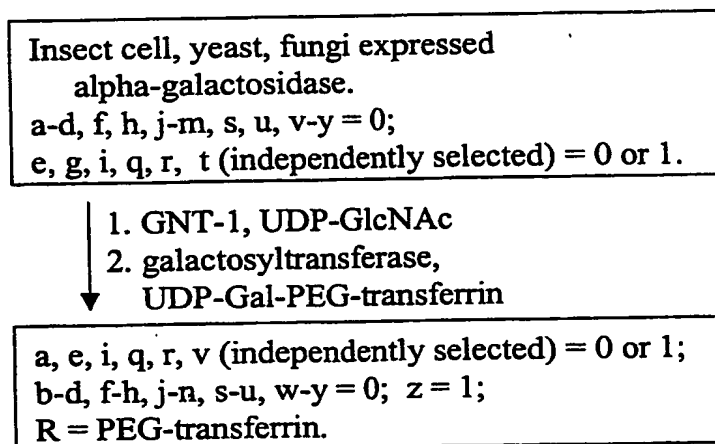 Insect cell, yeast, fungi expressed
alpha-galactosidase.
a-d, f, h, j-m, s, u, v-y = 0;
e, g, i, q, r, t (independently selected) = 0 or 1.
1. GNT-1, UDP-GlcNAc
2. galactosyltransferase,
UDP-Gal-PEG-transferrin
a, e, i, q, r, v (independently selected) = 0 or 1;
b-d, f-h, j-n, s-u, w-y = 0; z = 1;
R = PEG-transferrin.